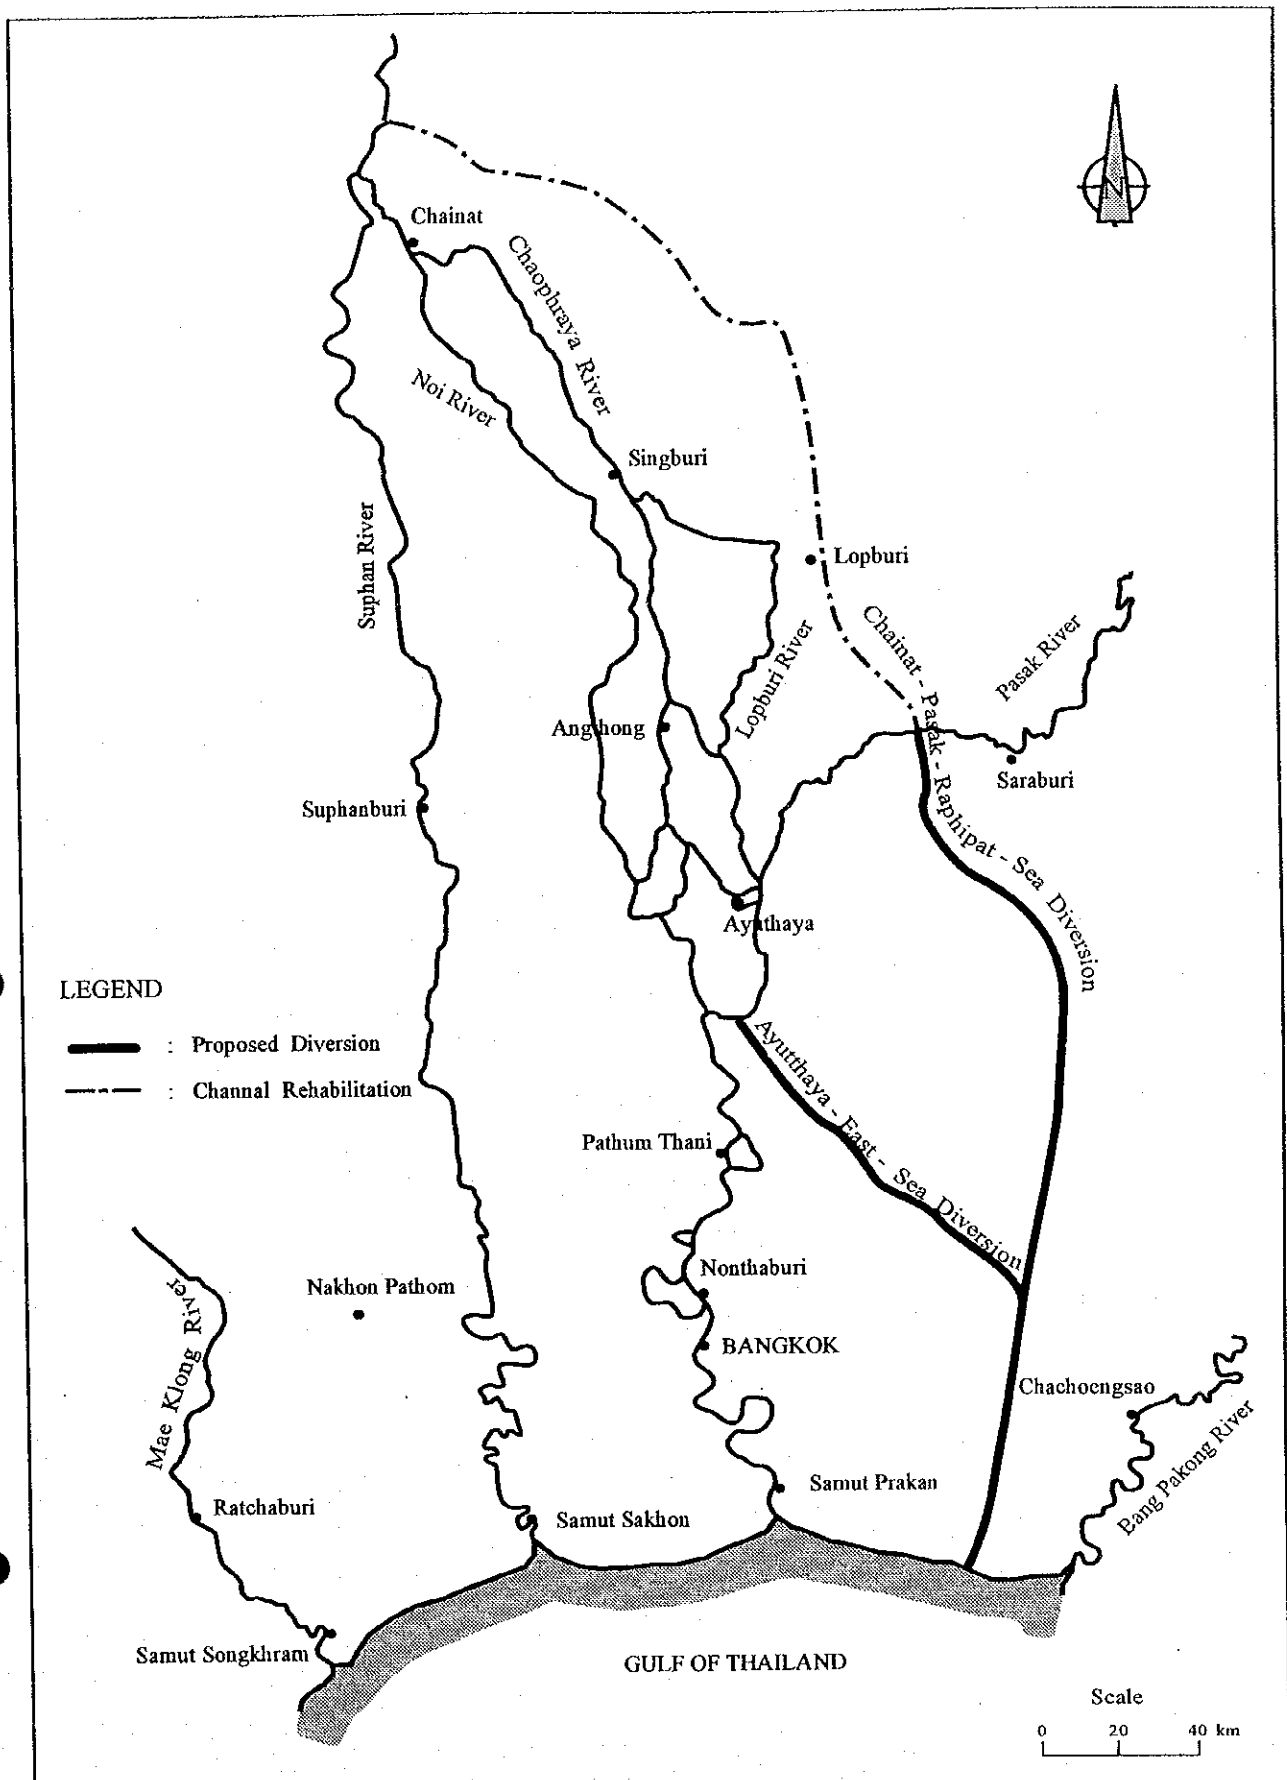 N
Chainat
Chaophraya River
Noi River
Singburi
Suphan River
Lopburi
Chainat - Pasak - Raphipat - Sea Diversion
Pasak River
Lopburi River
Angthong
Saraburi
Suphanburi
Ayuthaya
LEGEND
: Proposed Diversion
: Channal Rehabilitation
Ayutthaya - East - Sea Diversion
Pathum Thani
Nonthaburi
Nakhon Pathom
Mae Klong River
BANGKOK
Chachoengsao
Bang Pakong River
Samut Prakan
Ratchaburi
Samut Sakhon
Samut Songkhram
GULF OF THAILAND
Scale
0 20 40 km